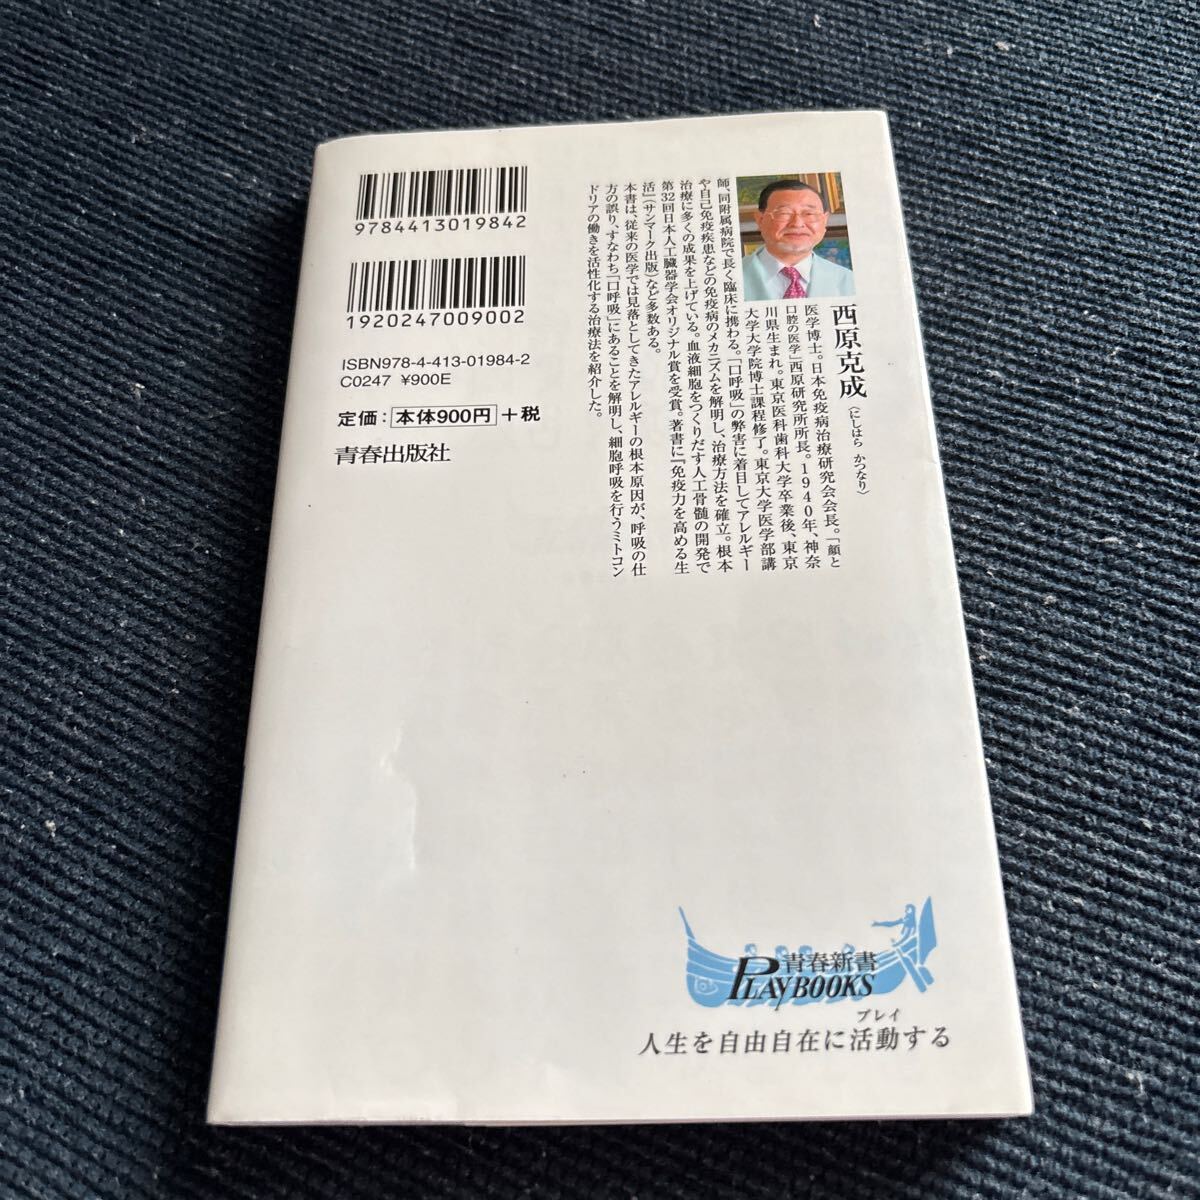 9784413019842
1920247009002
ISBN978-4-413-01984-2
C0247 ¥900E
定価：本体900円＋税
青春出版社
西原克成〈にしはら かつなり〉
医学博士。日本免疫病治療研究会会長。「顔と
口腔の医学」西原研究所所長。1940年、神奈
川県生まれ。東京医科歯科大学卒業後、東京
大学大学院博士課程修了。東京大学医学部講
師、同附属病院で長く臨床に携わる。「口呼吸」の弊害に着目してアレルギー
や自己免疫疾患などの免疫病のメカニズムを解明し、治療方法を確立。根本
治療に多くの成果を上げている。血液細胞をつくりだす人工骨髄の開発で
第32回日本人工臓器学会オリジナル賞を受賞。著書に『免疫力を高める生
活』（サンマーク出版）など多数ある。
本書は、従来の医学では見落としてきたアレルギーの根本原因が、呼吸の仕
方の誤り、すなわち「口呼吸」にあることを解明し、細胞呼吸を行うミトコン
ドリアの働きを活性化する治療法を紹介した。
青春新書
PLAYBOOKS
プレイ
人生を自由自在に活動する